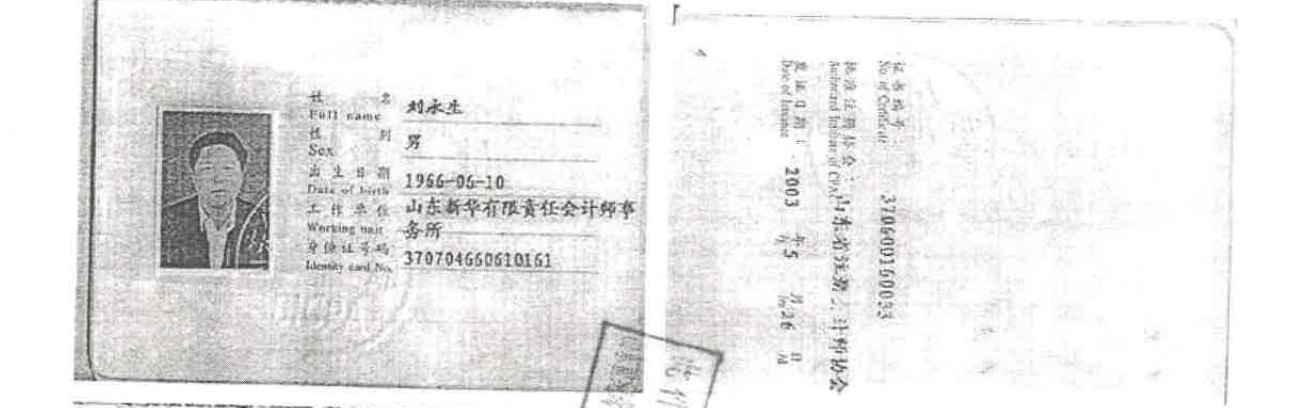 姓 名 刘永生
Full name
性 别 男
Sex
出 生 日 期 1966-06-10
Date of birth
工 作 单 位 山东新华有限责任会计师事
Working unit 务所
身份证号码 370704660610161
Identity card No.
证书编号: 370600160033
No. of Certificate
批准注册协会: 山东省注册会计师协会
Authorized Institute of CPAs
发证日期: 2003 年 5 月 26 日
Date of Issuance /y /m /d